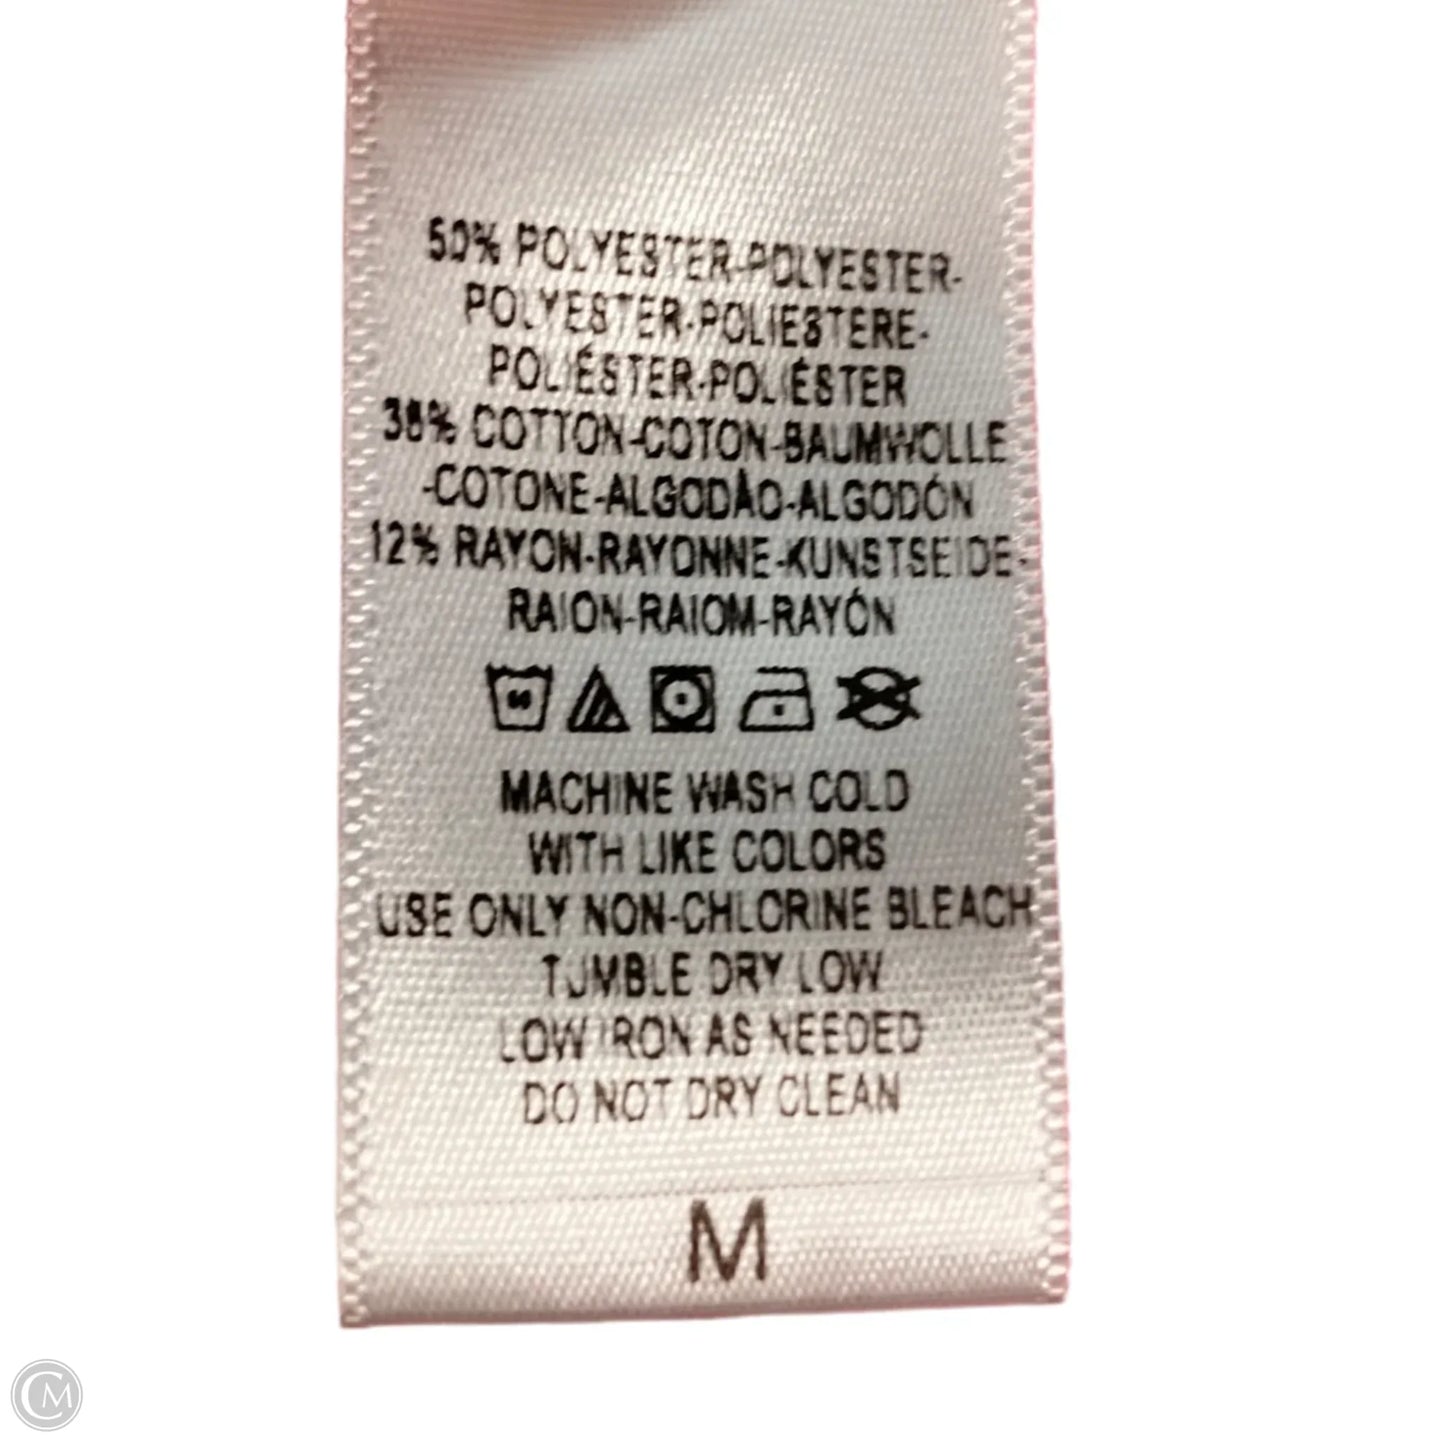 50% POLYESTER-POLYESTER-
POLYESTER-POLIESTERE-
POLIÉSTER-POLIÉSTER
38% COTTON-COTON-BAUMWOLLE
-COTONE-ALGODÃO-ALGODÓN
12% RAYON-RAYONNE-KUNSTSEIDE-
RAION-RAIOM-RAYÓN
MACHINE WASH COLD
WITH LIKE COLORS
USE ONLY NON-CHLORINE BLEACH
TUMBLE DRY LOW
LOW IRON AS NEEDED
DO NOT DRY CLEAN
M
CM